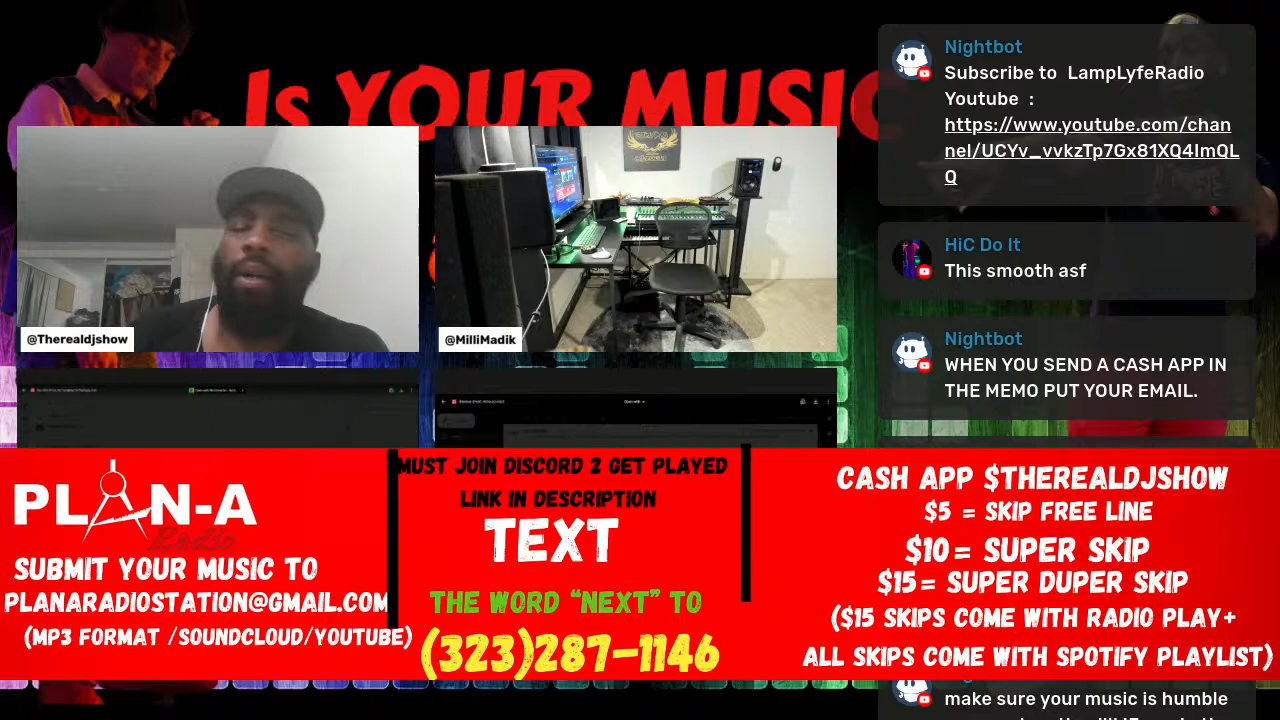 Is YOUR MUSIC
@Therealdjshow
@MilliMadik
Nightbot
Subscribe to LampLyfeRadio
Youtube :
https://www.youtube.com/chan
nel/UCYv_vvkzTp7Gx81XQ4ImQL
Q
HiC Do It
This smooth asf
Nightbot
WHEN YOU SEND A CASH APP IN
THE MEMO PUT YOUR EMAIL.
make sure your music is humble
PLAN-A
Radio
SUBMIT YOUR MUSIC TO
PLANARADIOSTATION@GMAIL.COM
(MP3 FORMAT /SOUNDCLOUD/YOUTUBE)
MUST JOIN DISCORD 2 GET PLAYED
LINK IN DESCRIPTION
TEXT
THE WORD “NEXT” TO
(323)287-1146
CASH APP $THEREALDJSHOW
$5 = SKIP FREE LINE
$10= SUPER SKIP
$15= SUPER DUPER SKIP
($15 SKIPS COME WITH RADIO PLAY+
ALL SKIPS COME WITH SPOTIFY PLAYLIST)